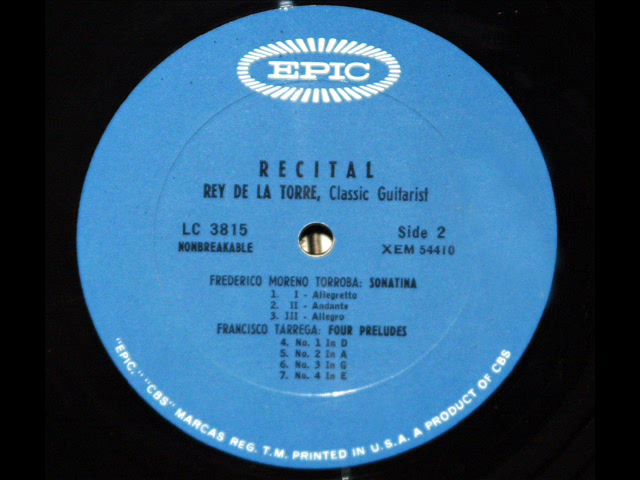 EPIC
RECITAL
REY DE LA TORRE, Classic Guitarist
LC 3815
NONBREAKABLE
Side 2
XEM 54410
FREDERICO MORENO TORROBA: SONATINA
1. I - Allegretto
2. II - Andante
3. III - Allegro
FRANCISCO TÁRREGA: FOUR PRELUDES
4. No. 1 In D
5. No. 2 In A
6. No. 3 In G
7. No. 4 In E
"EPIC," "CBS" MARCAS REG. T.M. PRINTED IN U.S.A. A PRODUCT OF CBS